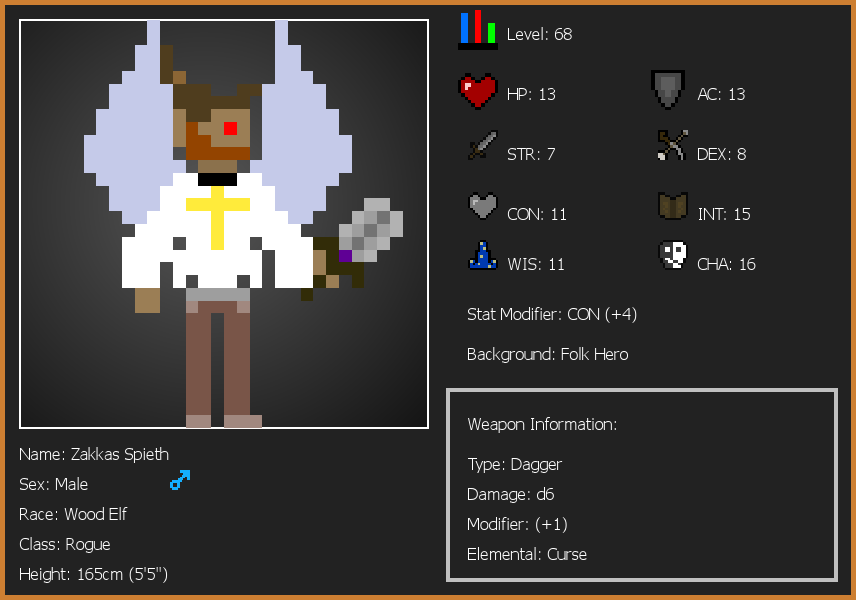 Level: 68
HP: 13
AC: 13
STR: 7
DEX: 8
CON: 11
INT: 15
WIS: 11
CHA: 16
Stat Modifier: CON (+4)
Background: Folk Hero
Weapon Information:
Type: Dagger
Damage: d6
Modifier: (+1)
Elemental: Curse
Name: Zakkas Spieth
Sex: Male
Race: Wood Elf
Class: Rogue
Height: 165cm (5'5")